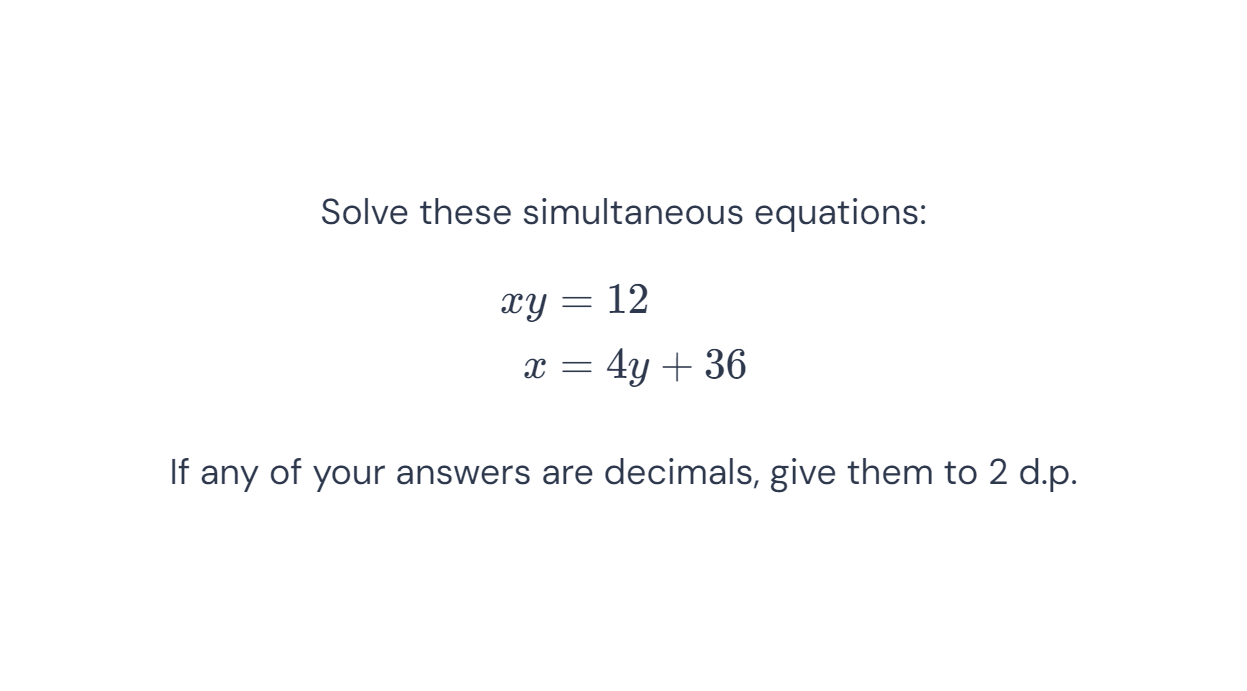 Solve these simultaneous equations:
xy = 12
x = 4y + 36
If any of your answers are decimals, give them to 2 d.p.